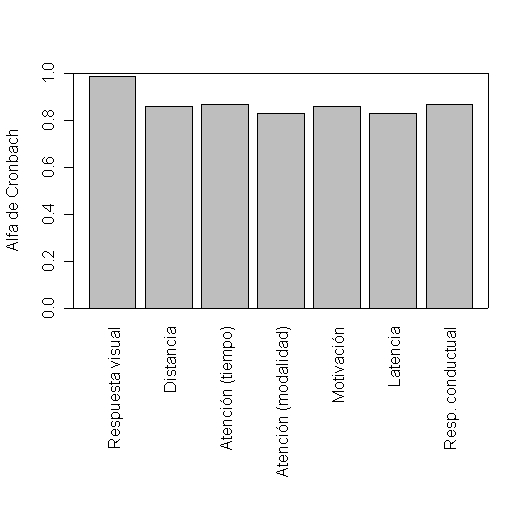 Alfa de Cronbach
1.0
0.8
0.6
0.4
0.2
0.0
Respuesta visual
Distancia
Atención (tiempo)
Atención (modalidad)
Motivación
Latencia
Resp. conductual